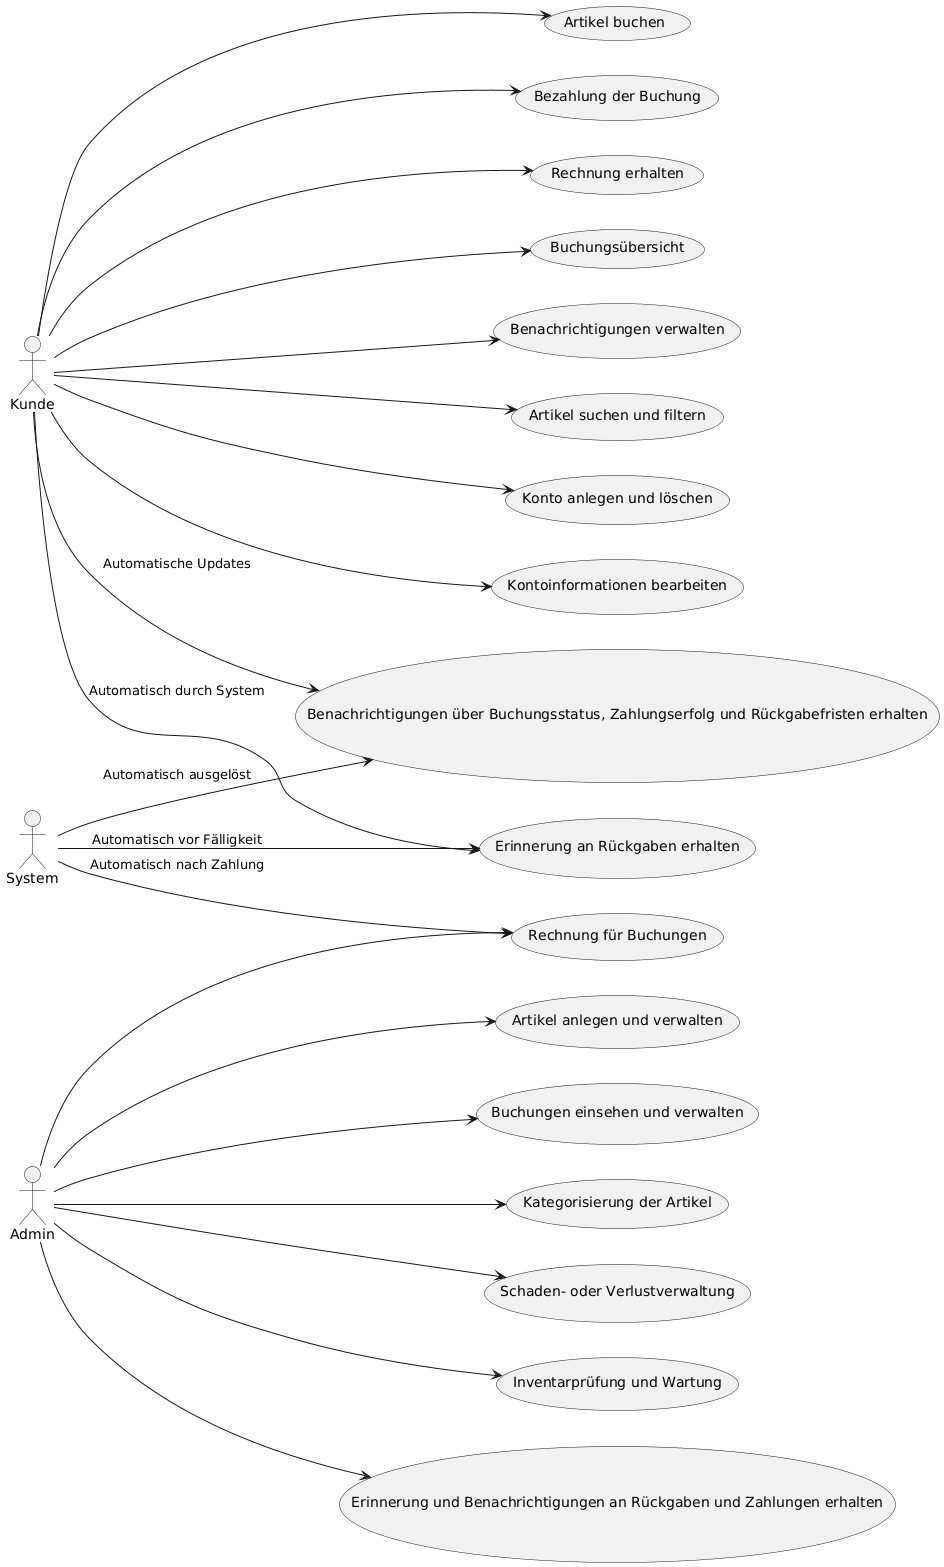 Artikel buchen
Bezahlung der Buchung
Rechnung erhalten
Buchungsübersicht
Benachrichtigungen verwalten
Kunde
Artikel suchen und filtern
Konto anlegen und löschen
Automatische Updates
Kontoinformationen bearbeiten
Automatisch durch System
Benachrichtigungen über Buchungsstatus, Zahlungserfolg und Rückgabefristen erhalten
Automatisch ausgelöst
Automatisch vor Fälligkeit
Erinnerung an Rückgaben erhalten
Automatisch nach Zahlung
System
Rechnung für Buchungen
Artikel anlegen und verwalten
Buchungen einsehen und verwalten
Kategorisierung der Artikel
Admin
Schaden- oder Verlustverwaltung
Inventarprüfung und Wartung
Erinnerung und Benachrichtigungen an Rückgaben und Zahlungen erhalten